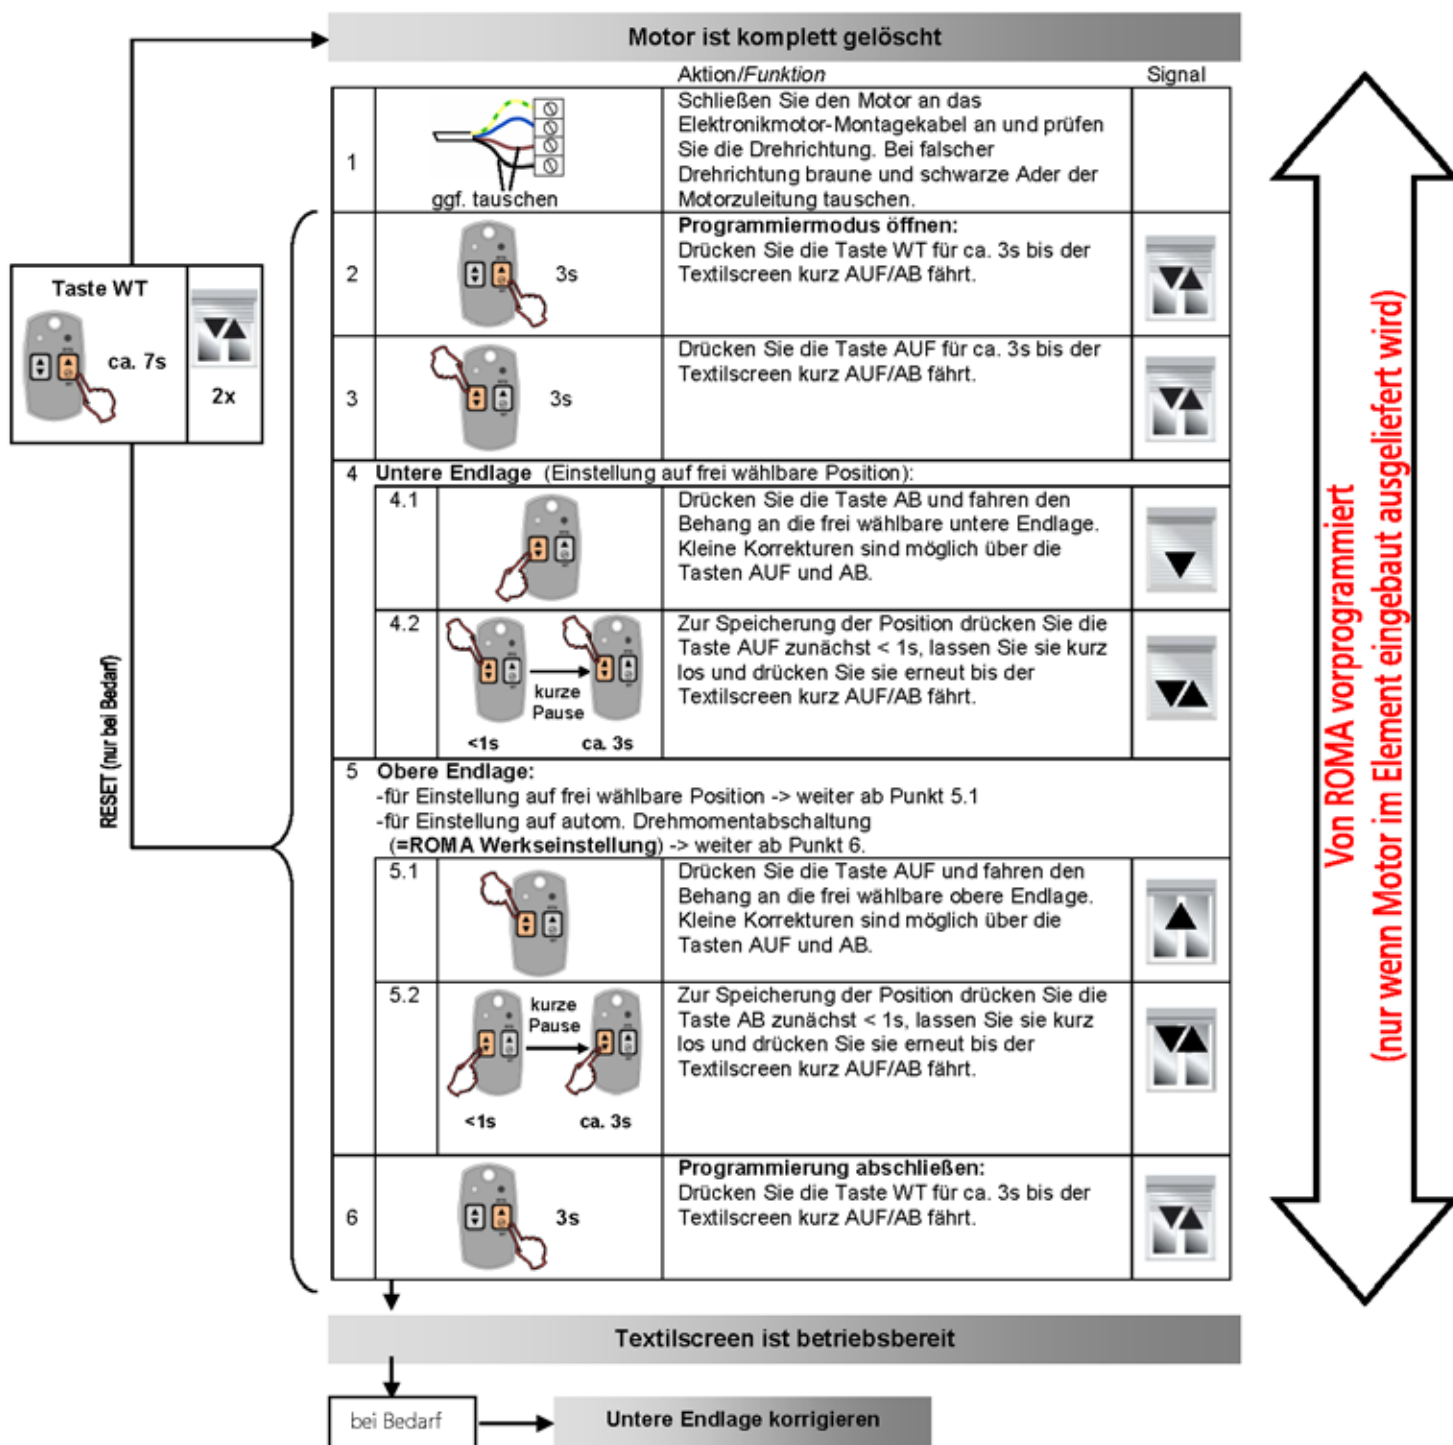 Motor ist komplett gelöscht
Aktion/Funktion
Signal
1
ggf. tauschen
Schließen Sie den Motor an das
Elektronikmotor-Montagekabel an und prüfen
Sie die Drehrichtung. Bei falscher
Drehrichtung braune und schwarze Ader der
Motorzuleitung tauschen.
Taste WT
ca. 7s
2x
RESET (nur bei Bedarf)
2
3s
Programmiermodus öffnen:
Drücken Sie die Taste WT für ca. 3s bis der
Textilscreen kurz AUF/AB fährt.
3
3s
Drücken Sie die Taste AUF für ca. 3s bis der
Textilscreen kurz AUF/AB fährt.
4 Untere Endlage (Einstellung auf frei wählbare Position):
4.1
Drücken Sie die Taste AB und fahren den
Behang an die frei wählbare untere Endlage.
Kleine Korrekturen sind möglich über die
Tasten AUF und AB.
4.2
kurze
Pause
<1s
ca. 3s
Zur Speicherung der Position drücken Sie die
Taste AUF zunächst < 1s, lassen Sie sie kurz
los und drücken Sie sie erneut bis der
Textilscreen kurz AUF/AB fährt.
5 Obere Endlage:
-für Einstellung auf frei wählbare Position -> weiter ab Punkt 5.1
-für Einstellung auf autom. Drehmomentabschaltung
(=ROMA Werkseinstellung) -> weiter ab Punkt 6.
5.1
Drücken Sie die Taste AUF und fahren den
Behang an die frei wählbare obere Endlage.
Kleine Korrekturen sind möglich über die
Tasten AUF und AB.
5.2
kurze
Pause
<1s
ca. 3s
Zur Speicherung der Position drücken Sie die
Taste AB zunächst < 1s, lassen Sie sie kurz
los und drücken Sie sie erneut bis der
Textilscreen kurz AUF/AB fährt.
6
3s
Programmierung abschließen:
Drücken Sie die Taste WT für ca. 3s bis der
Textilscreen kurz AUF/AB fährt.
Von ROMA vorprogrammiert
(nur wenn Motor im Element eingebaut ausgeliefert wird)
Textilscreen ist betriebsbereit
bei Bedarf
Untere Endlage korrigieren